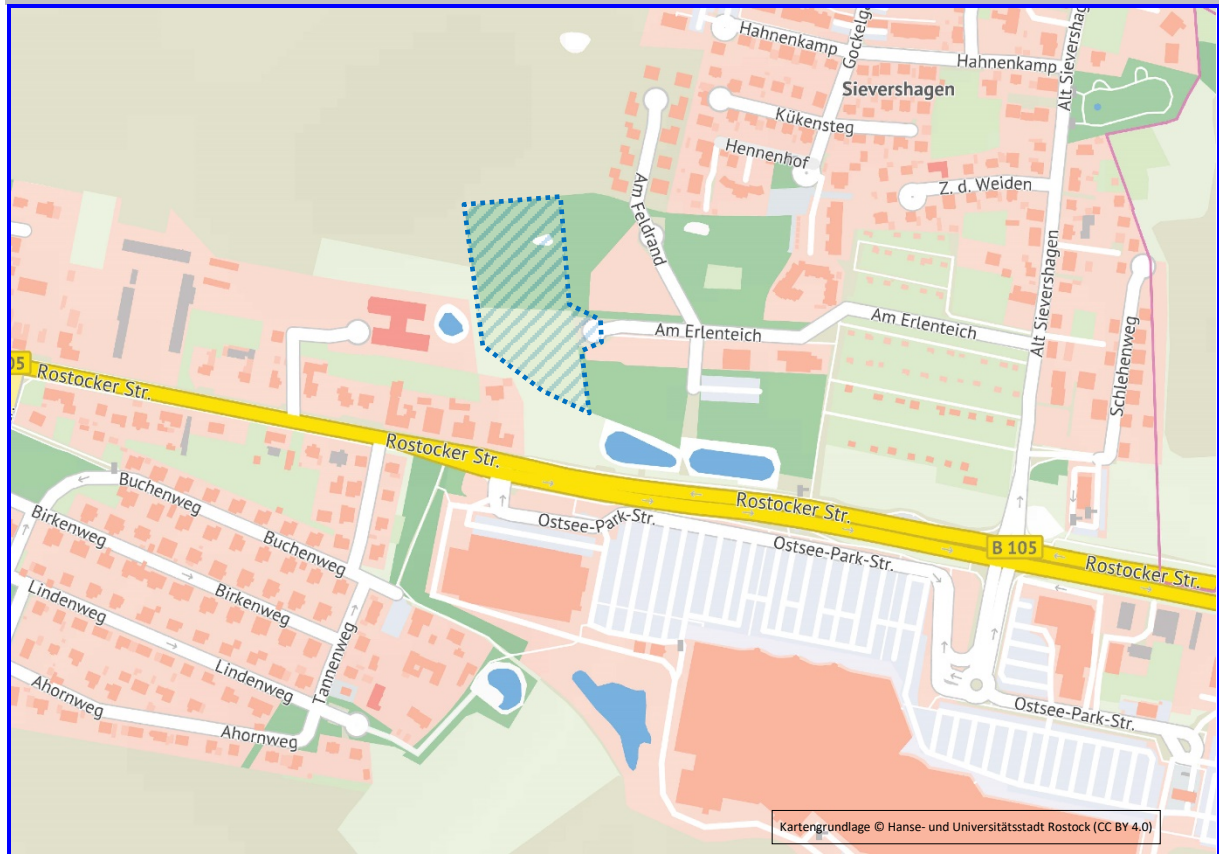 Hahnenkamp
Gockelga
Hahnenkamp
Alt Sievershage
Sievershagen
Kükensteg
Hennenhof
Z. d. Weiden
Am Feldrand
Am Erlenteich
Am Erlenteich
Alt Sievershagen
Schlehenweg
05
Rostocker Str.
r.
Rostocker Str.
Rostocker Str.
B 105
Rostocker Str.
Ostsee-Park-Str.
Ostsee-Park-Str.
Buchenweg
Buchenweg
Birkenweg
Birkenweg
Lindenweg
Lindenweg
Tannenweg
Ahornweg
Ahornweg
Ostsee-Park-Str.
Kartengrundlage © Hanse- und Universitätsstadt Rostock (CC BY 4.0)